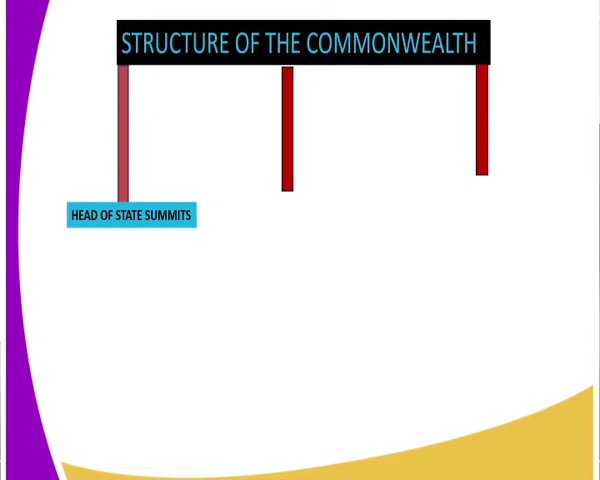 STRUCTURE OF THE COMMONWEALTH
HEAD OF STATE SUMMITS